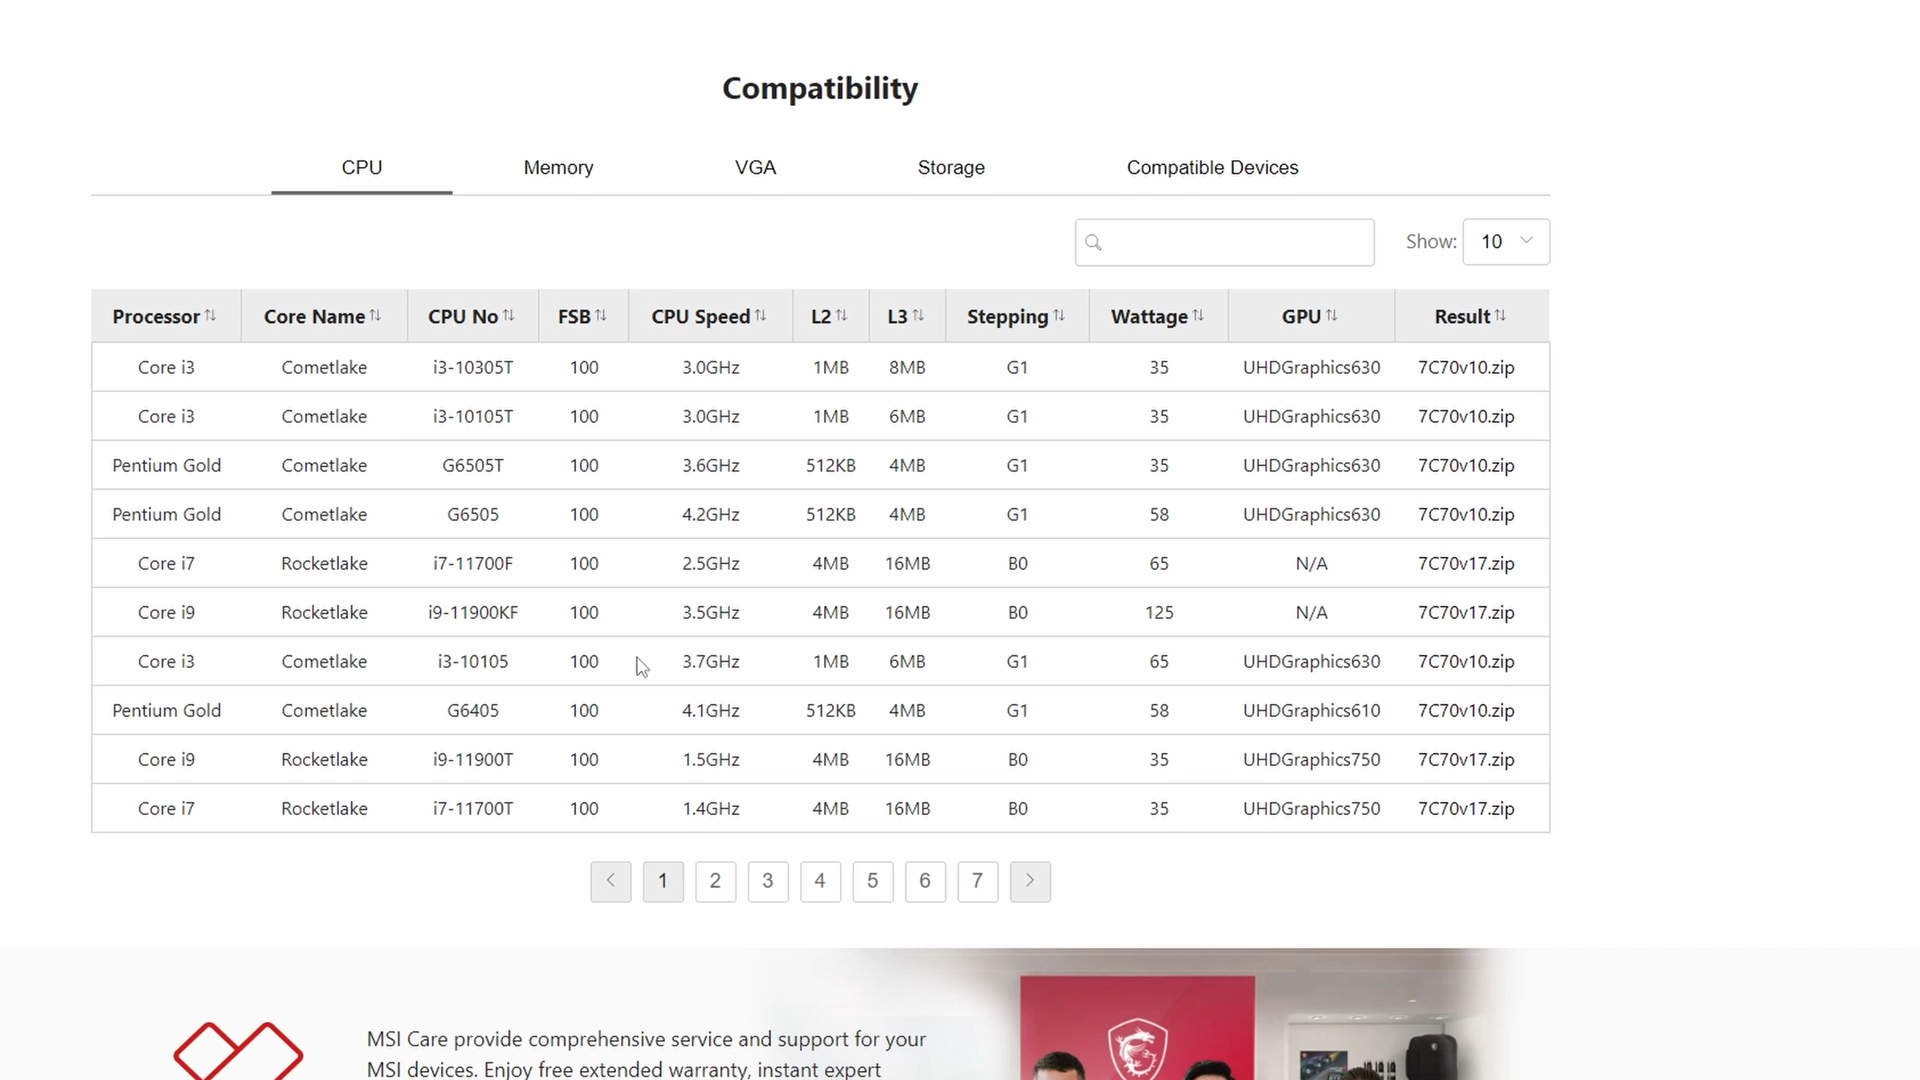 Compatibility
CPU Memory VGA Storage Compatible Devices
Show: 10
Processor Core Name CPU No FSB CPU Speed L2 L3 Stepping Wattage GPU Result
Core i3 Cometlake i3-10305T 100 3.0GHz 1MB 8MB G1 35 UHDGraphics630 7C70v10.zip
Core i3 Cometlake i3-10105T 100 3.0GHz 1MB 6MB G1 35 UHDGraphics630 7C70v10.zip
Pentium Gold Cometlake G6505T 100 3.6GHz 512KB 4MB G1 35 UHDGraphics630 7C70v10.zip
Pentium Gold Cometlake G6505 100 4.2GHz 512KB 4MB G1 58 UHDGraphics630 7C70v10.zip
Core i7 Rocketlake i7-11700F 100 2.5GHz 4MB 16MB B0 65 N/A 7C70v17.zip
Core i9 Rocketlake i9-11900KF 100 3.5GHz 4MB 16MB B0 125 N/A 7C70v17.zip
Core i3 Cometlake i3-10105 100 3.7GHz 1MB 6MB G1 65 UHDGraphics630 7C70v10.zip
Pentium Gold Cometlake G6405 100 4.1GHz 512KB 4MB G1 58 UHDGraphics610 7C70v10.zip
Core i9 Rocketlake i9-11900T 100 1.5GHz 4MB 16MB B0 35 UHDGraphics750 7C70v17.zip
Core i7 Rocketlake i7-11700T 100 1.4GHz 4MB 16MB B0 35 UHDGraphics750 7C70v17.zip
1 2 3 4 5 6 7
MSI Care provide comprehensive service and support for your
MSI devices. Enjoy free extended warranty, instant expert